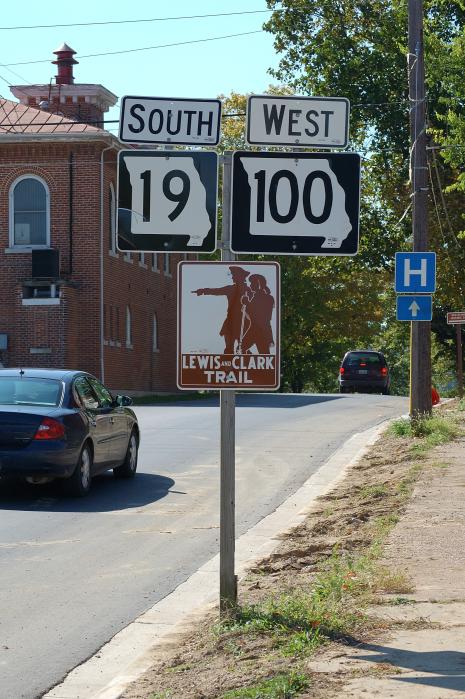 SOUTH
WEST
19
100
LEWIS AND CLARK
TRAIL
H